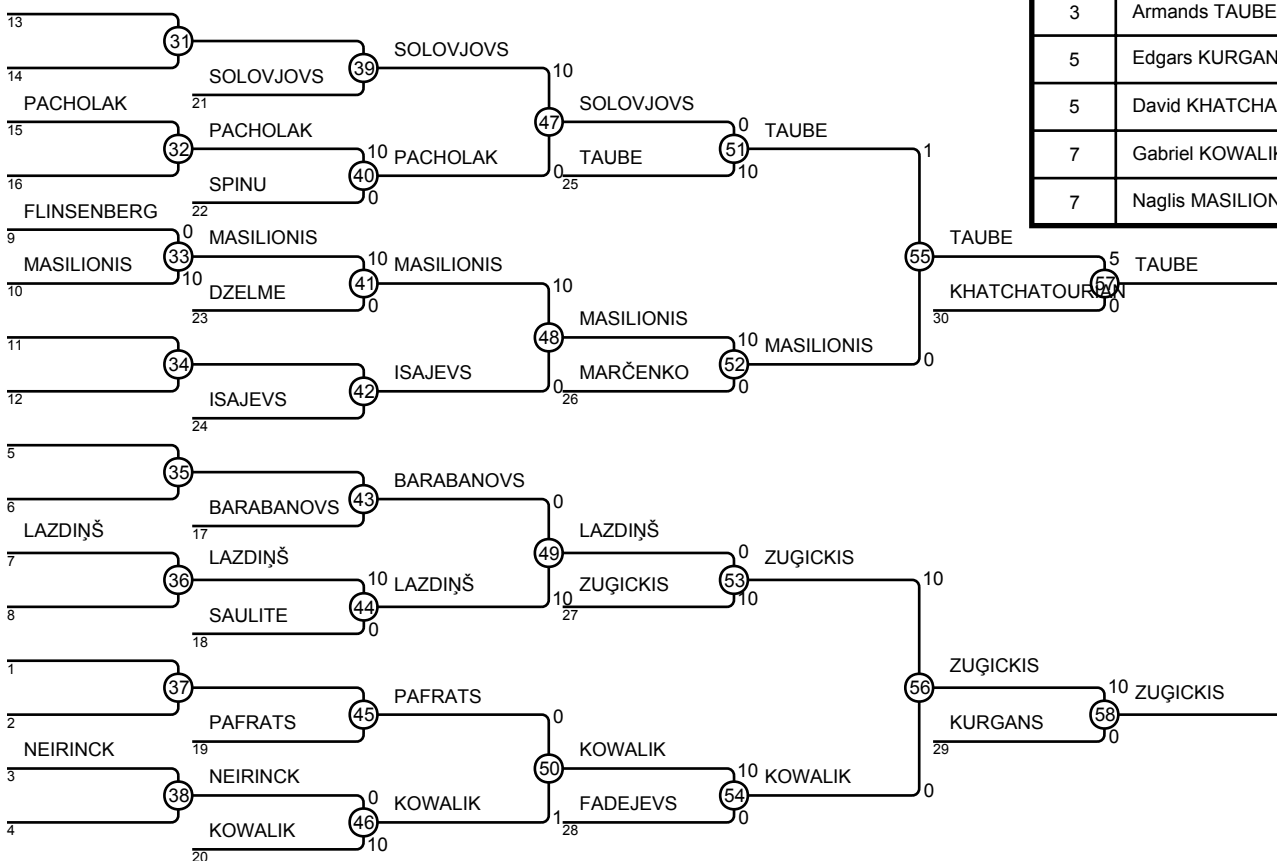 3 Armands TAUBE
5 Edgars KURGAN
5 David KHATCHA
7 Gabriel KOWALIK
7 Naglis MASILION
13
31
14
SOLOVJOVS
21
39
SOLOVJOVS
10
PACHOLAK
15
32
16
PACHOLAK
10
SPINU
22
40
0
PACHOLAK
0
47
SOLOVJOVS
0
TAUBE
25
51
10
TAUBE
1
FLINSENBERG
9
0
MASILIONIS
10
33
10
MASILIONIS
10
DZELME
23
41
0
MASILIONIS
10
11
34
12
ISAJEVS
24
42
ISAJEVS
0
48
MASILIONIS
10
MARČENKO
26
52
0
MASILIONIS
0
55
TAUBE
5
KHATCHATOURIAN
30
57
0
TAUBE
5
35
6
BARABANOVS
17
43
BARABANOVS
0
LAZDIŅŠ
7
36
8
LAZDIŅŠ
10
SAULITE
18
44
0
LAZDIŅŠ
10
49
LAZDIŅŠ
0
ZUĢICKIS
27
53
10
ZUĢICKIS
10
1
37
2
PAFRATS
19
45
PAFRATS
0
NEIRINCK
3
38
4
NEIRINCK
0
KOWALIK
20
46
10
KOWALIK
1
50
KOWALIK
10
FADEJEVS
28
54
0
KOWALIK
0
56
ZUĢICKIS
10
KURGANS
29
58
0
ZUĢICKIS